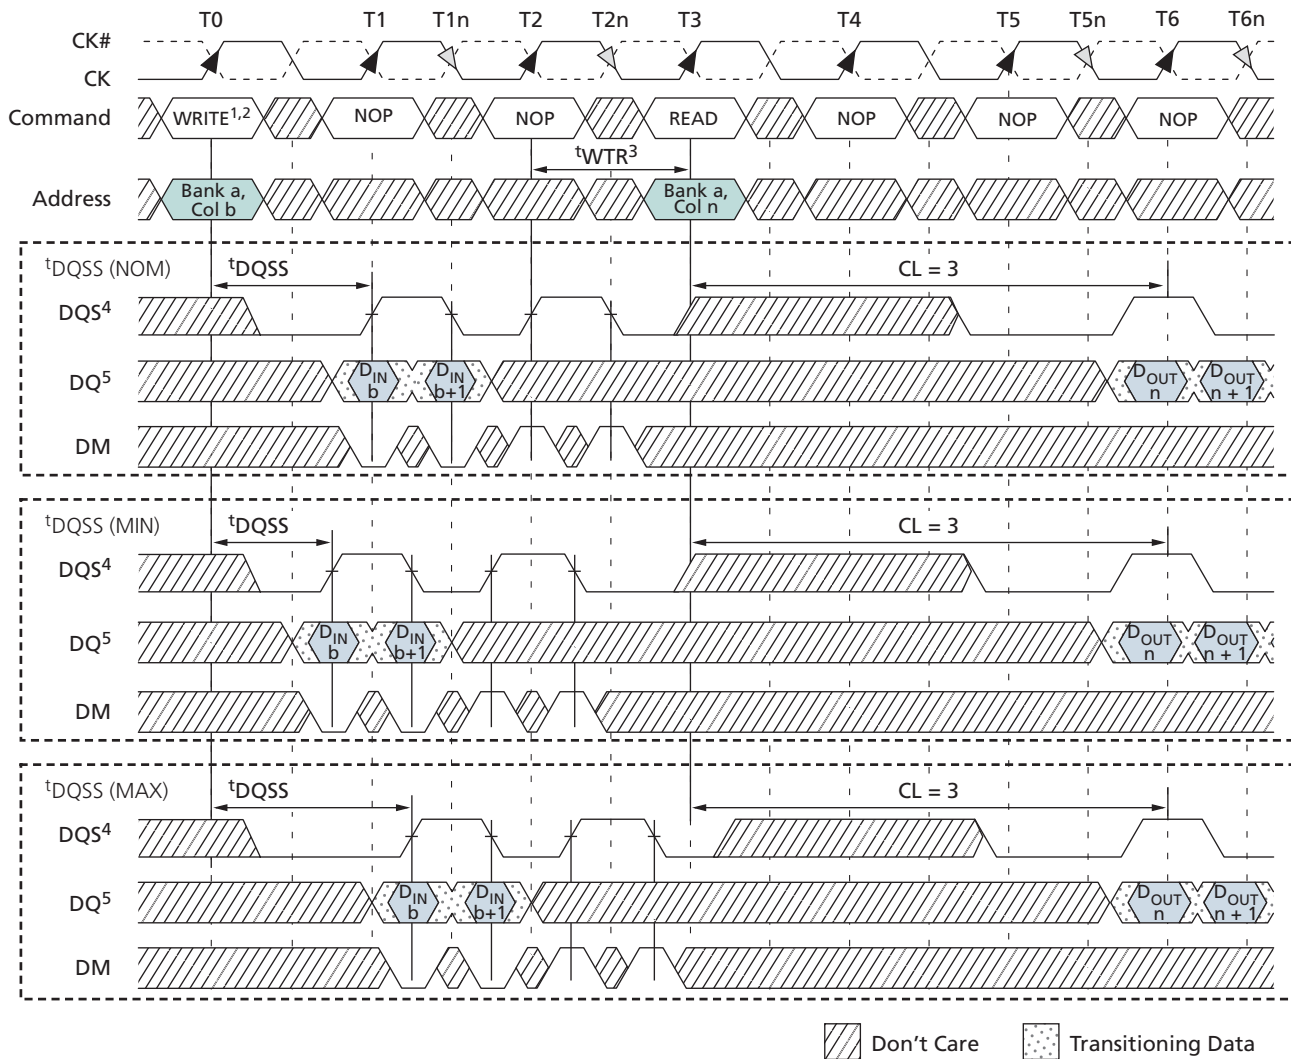 T0 T1 T1n T2 T2n T3 T4 T5 T5n T6 T6n
CK#
CK
Command WRITE1,2 NOP NOP READ NOP NOP NOP
tWTR3
Address Bank a, Col b Bank a, Col n
tDQSS (NOM) tDQSS CL = 3
DQS4
DQ5 DIN b DIN b+1 DOUT n DOUT n + 1
DM
tDQSS (MIN) tDQSS CL = 3
DQS4
DQ5 DIN b DIN b+1 DOUT n DOUT n + 1
DM
tDQSS (MAX) tDQSS CL = 3
DQS4
DQ5 DIN b DIN b+1 DOUT n DOUT n + 1
DM
Don't Care Transitioning Data